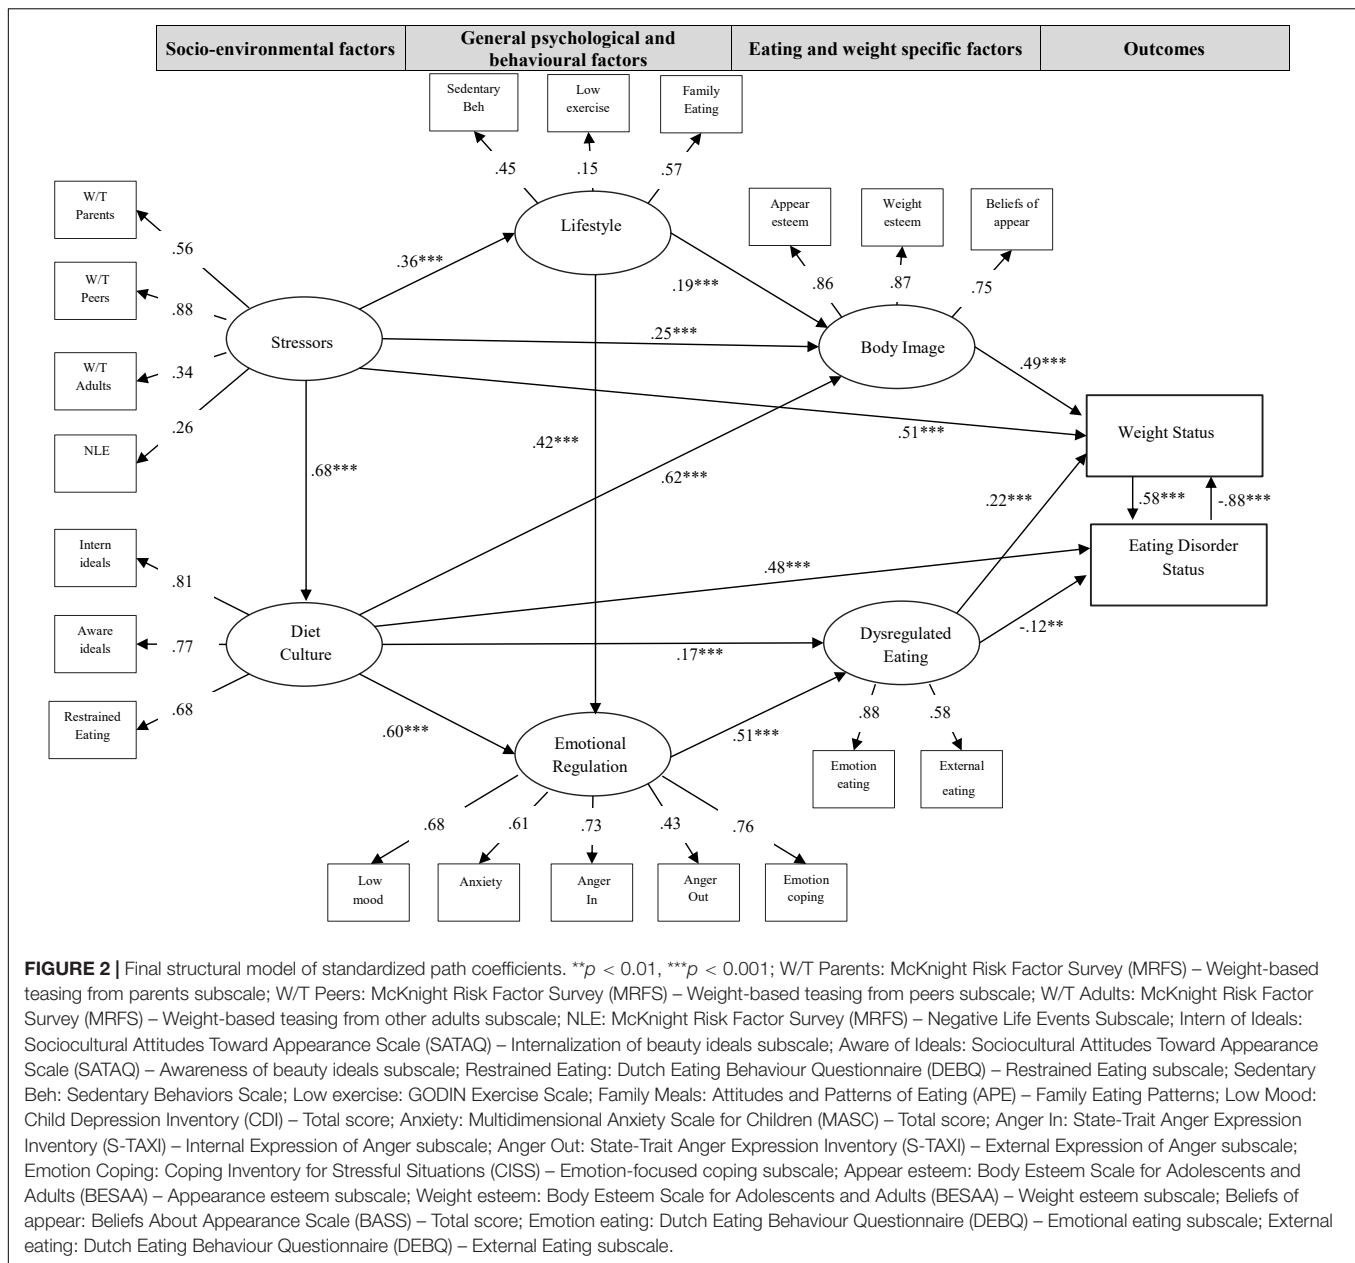 Socio-environmental factors
General psychological and
behavioural factors
Eating and weight specific factors
Outcomes
Sedentary
Beh
Low
exercise
Family
Eating
.45
.15
.57
W/T
Parents
Lifestyle
Appear
esteem
Weight
esteem
Beliefs of
appear
.56
.36***
W/T
Peers
.19***
.86
.87
.75
.88
Stressors
.25***
Body Image
W/T
Adults
.34
.49***
.26
.51***
Weight Status
NLE
.42***
.68***
.62***
.22***
.58***
-.88***
Intern
ideals
.81
.48***
Eating Disorder
Status
Aware
ideals
.77
Diet
Culture
.17***
Dysregulated
Eating
-.12**
Restrained
Eating
.68
.60***
.51***
.88
.58
Emotional
Regulation
Emotion
eating
External
eating
.68
.61
.73
.43
.76
Low
mood
Anxiety
Anger
In
Anger
Out
Emotion
coping
FIGURE 2 | Final structural model of standardized path coefficients. **p < 0.01, ***p < 0.001; W/T Parents: McKnight Risk Factor Survey (MRFS) – Weight-based
teasing from parents subscale; W/T Peers: McKnight Risk Factor Survey (MRFS) – Weight-based teasing from peers subscale; W/T Adults: McKnight Risk Factor
Survey (MRFS) – Weight-based teasing from other adults subscale; NLE: McKnight Risk Factor Survey (MRFS) – Negative Life Events Subscale; Intern of Ideals:
Sociocultural Attitudes Toward Appearance Scale (SATAQ) – Internalization of beauty ideals subscale; Aware of Ideals: Sociocultural Attitudes Toward Appearance
Scale (SATAQ) – Awareness of beauty ideals subscale; Restrained Eating: Dutch Eating Behaviour Questionnaire (DEBQ) – Restrained Eating subscale; Sedentary
Beh: Sedentary Behaviors Scale; Low exercise: GODIN Exercise Scale; Family Meals: Attitudes and Patterns of Eating (APE) – Family Eating Patterns; Low Mood:
Child Depression Inventory (CDI) – Total score; Anxiety: Multidimensional Anxiety Scale for Children (MASC) – Total score; Anger In: State-Trait Anger Expression
Inventory (S-TAXI) – Internal Expression of Anger subscale; Anger Out: State-Trait Anger Expression Inventory (S-TAXI) – External Expression of Anger subscale;
Emotion Coping: Coping Inventory for Stressful Situations (CISS) – Emotion-focused coping subscale; Appear esteem: Body Esteem Scale for Adolescents and
Adults (BESAA) – Appearance esteem subscale; Weight esteem: Body Esteem Scale for Adolescents and Adults (BESAA) – Weight esteem subscale; Beliefs of
appear: Beliefs About Appearance Scale (BASS) – Total score; Emotion eating: Dutch Eating Behaviour Questionnaire (DEBQ) – Emotional eating subscale; External
eating: Dutch Eating Behaviour Questionnaire (DEBQ) – External Eating subscale.